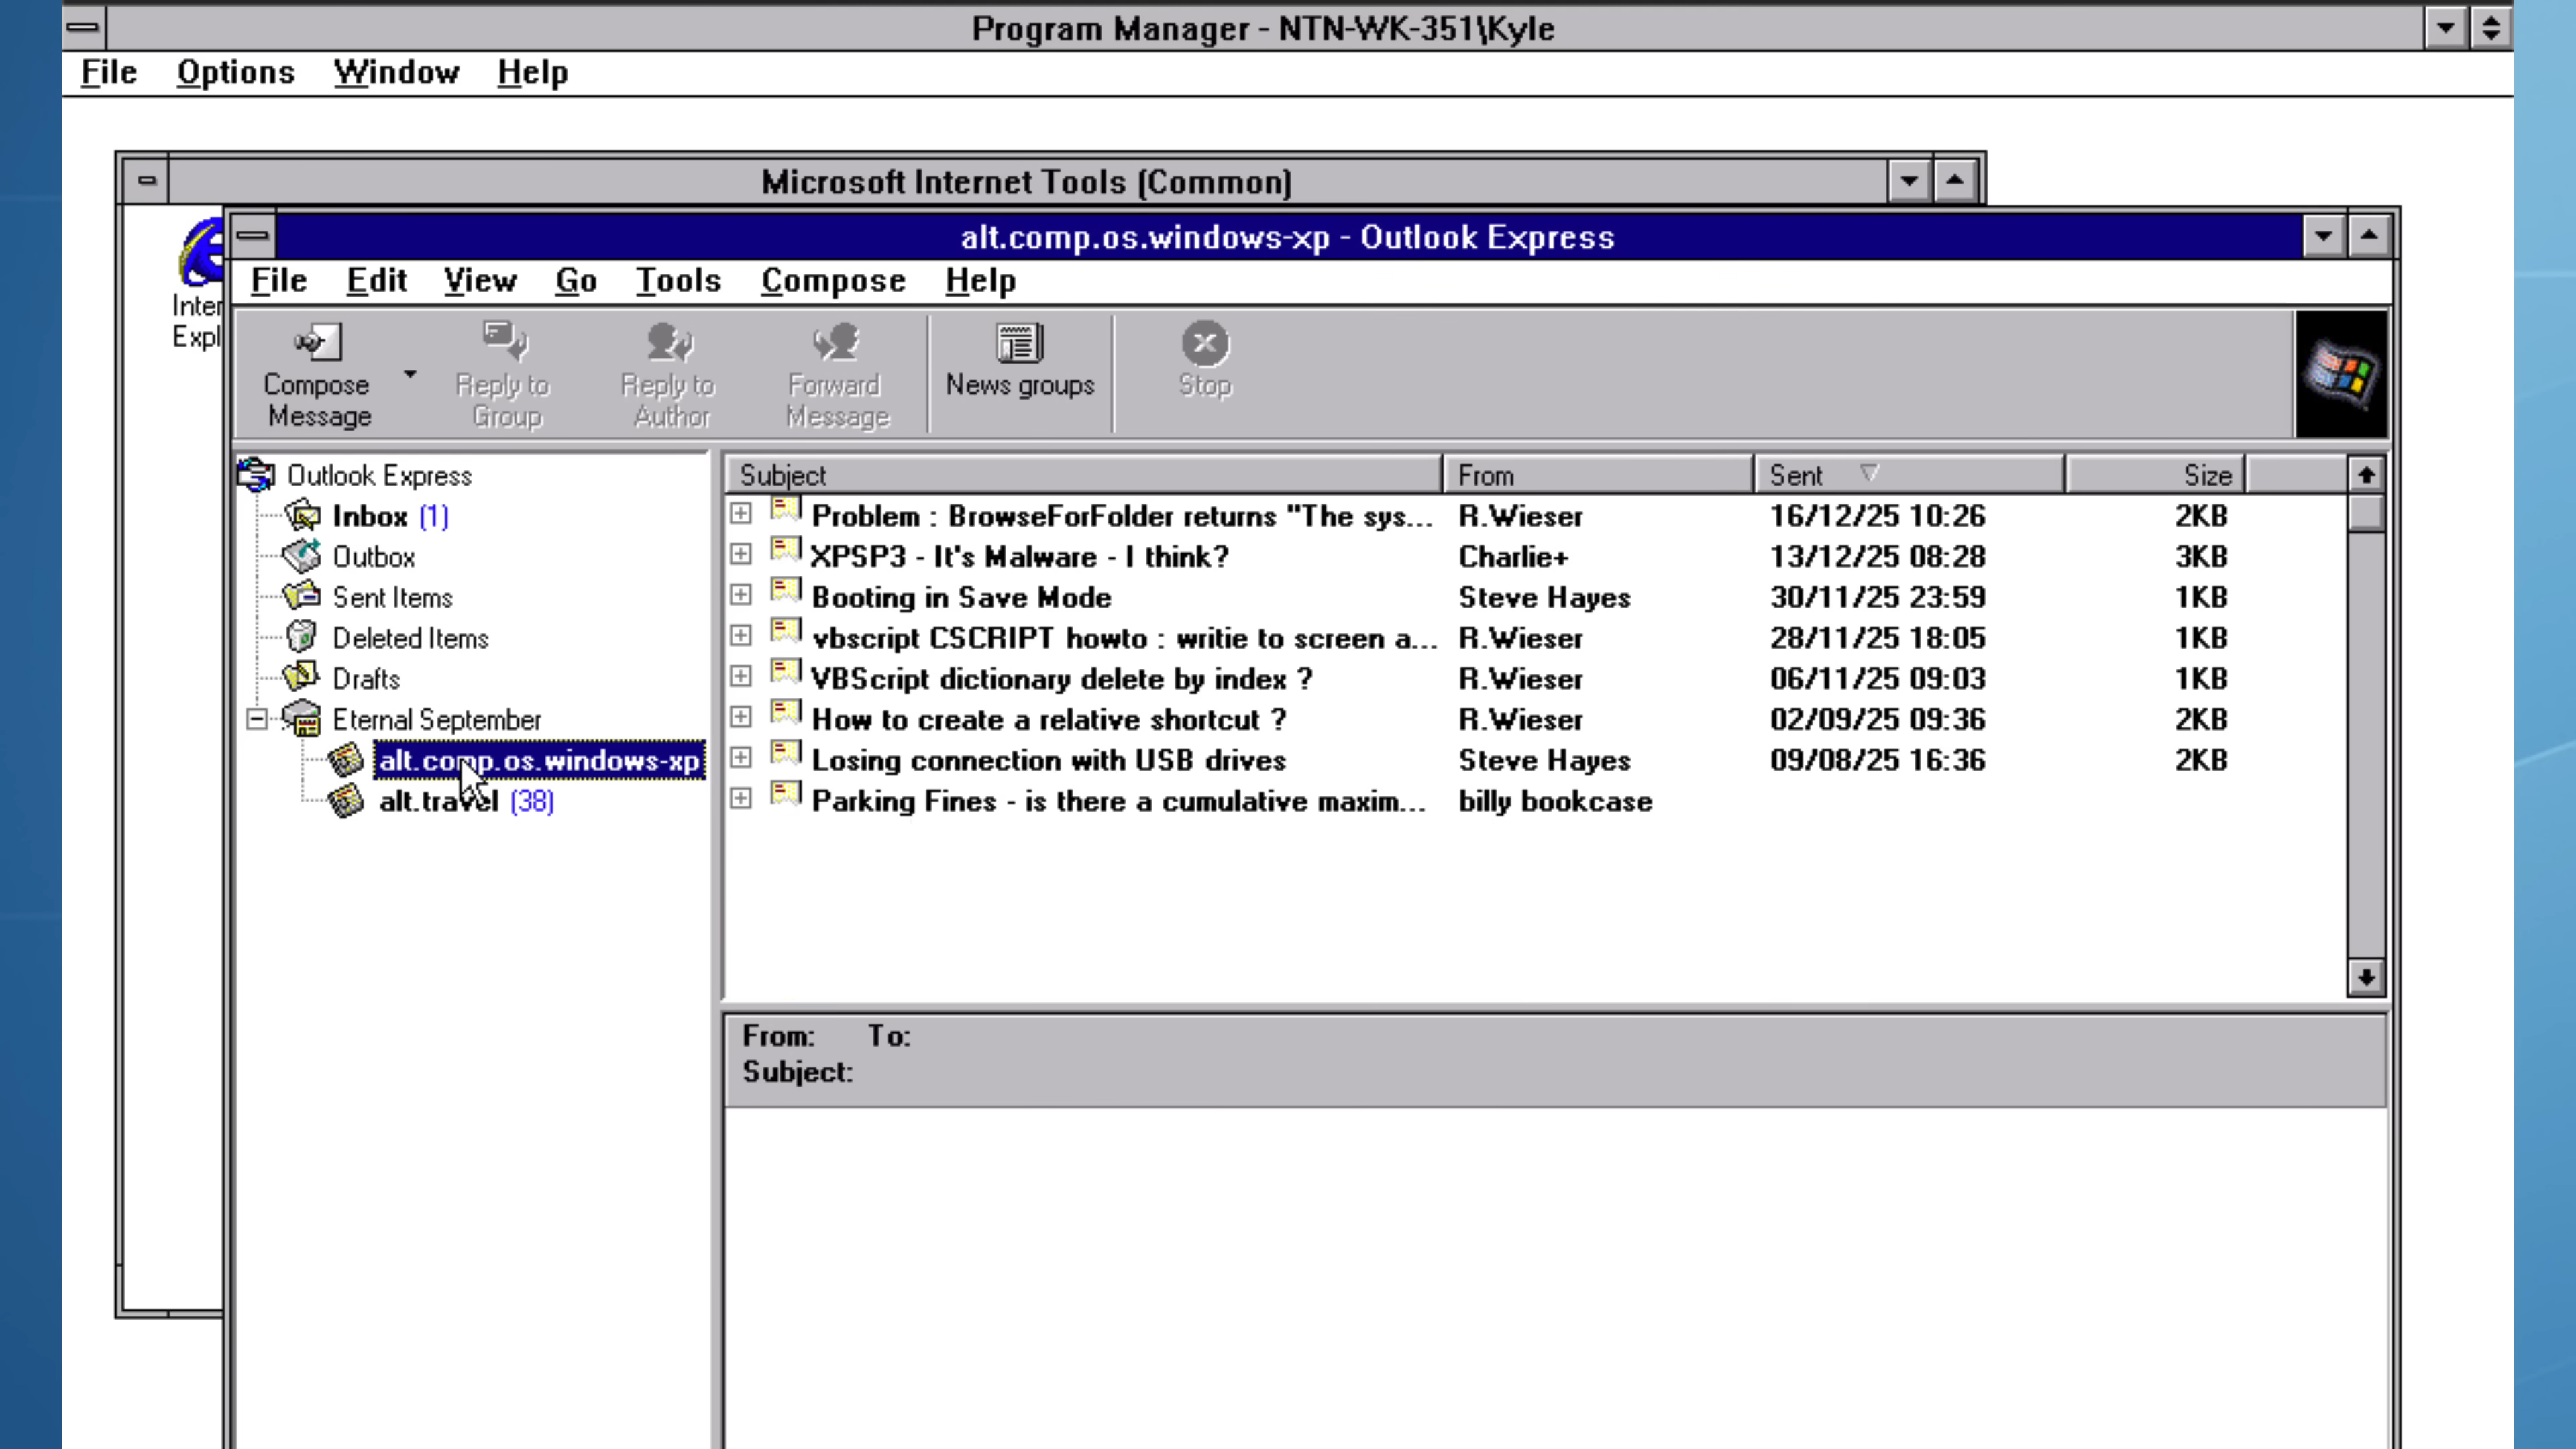 Program Manager - NTN-WK-351\Kyle
File Options Window Help
Microsoft Internet Tools (Common)
Inter
Expl
alt.comp.os.windows-xp - Outlook Express
File Edit View Go Tools Compose Help
Compose Message
Reply to Group
Reply to Author
Forward Message
News groups
Stop
Outlook Express
Inbox (1)
Outbox
Sent Items
Deleted Items
Drafts
Eternal September
alt.comp.os.windows-xp
alt.travel (38)
Subject From Sent Size
Problem : BrowseForFolder returns "The sys... R.Wieser 16/12/25 10:26 2KB
XPSP3 - It's Malware - I think? Charlie+ 13/12/25 08:28 3KB
Booting in Save Mode Steve Hayes 30/11/25 23:59 1KB
vbscript CSCRIPT howto : writie to screen a... R.Wieser 28/11/25 18:05 1KB
VBScript dictionary delete by index ? R.Wieser 06/11/25 09:03 1KB
How to create a relative shortcut ? R.Wieser 02/09/25 09:36 2KB
Losing connection with USB drives Steve Hayes 09/08/25 16:36 2KB
Parking Fines - is there a cumulative maxim... billy bookcase
From: To:
Subject: